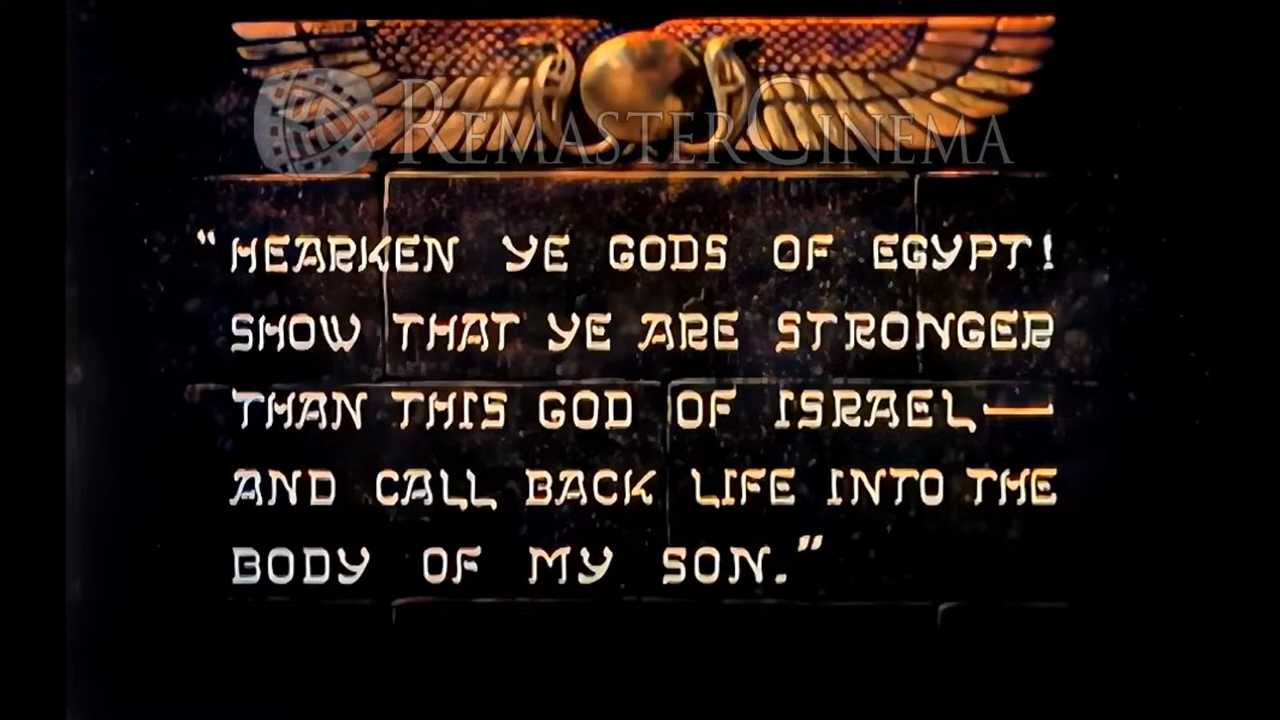 REMASTERCINEMA
"HEARKEN YE GODS OF EGYPT!
SHOW THAT YE ARE STRONGER
THAN THIS GOD OF ISRAEL—
AND CALL BACK LIFE INTO THE
BODY OF MY SON."